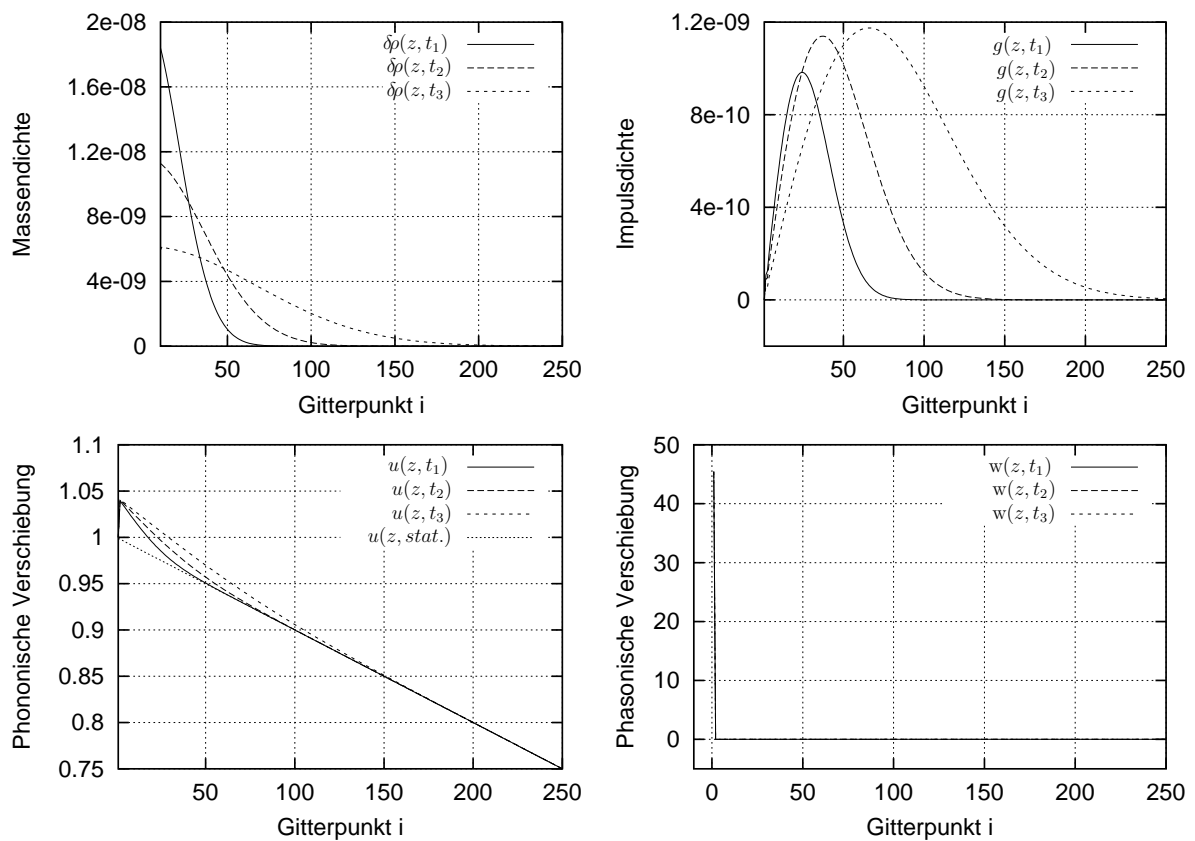 2e-08
1.6e-08
1.2e-08
8e-09
4e-09
0
Massendichte
δρ(z, t₁)
δρ(z, t₂)
δρ(z, t₃)
50 100 150 200 250
Gitterpunkt i
1.2e-09
8e-10
4e-10
0
Impulsdichte
g(z, t₁)
g(z, t₂)
g(z, t₃)
50 100 150 200 250
Gitterpunkt i
1.1
1.05
1
0.95
0.9
0.85
0.8
0.75
Phononische Verschiebung
u(z, t₁)
u(z, t₂)
u(z, t₃)
u(z, stat.)
50 100 150 200 250
Gitterpunkt i
50
40
30
20
10
0
Phasonische Verschiebung
w(z, t₁)
w(z, t₂)
w(z, t₃)
0 50 100 150 200 250
Gitterpunkt i